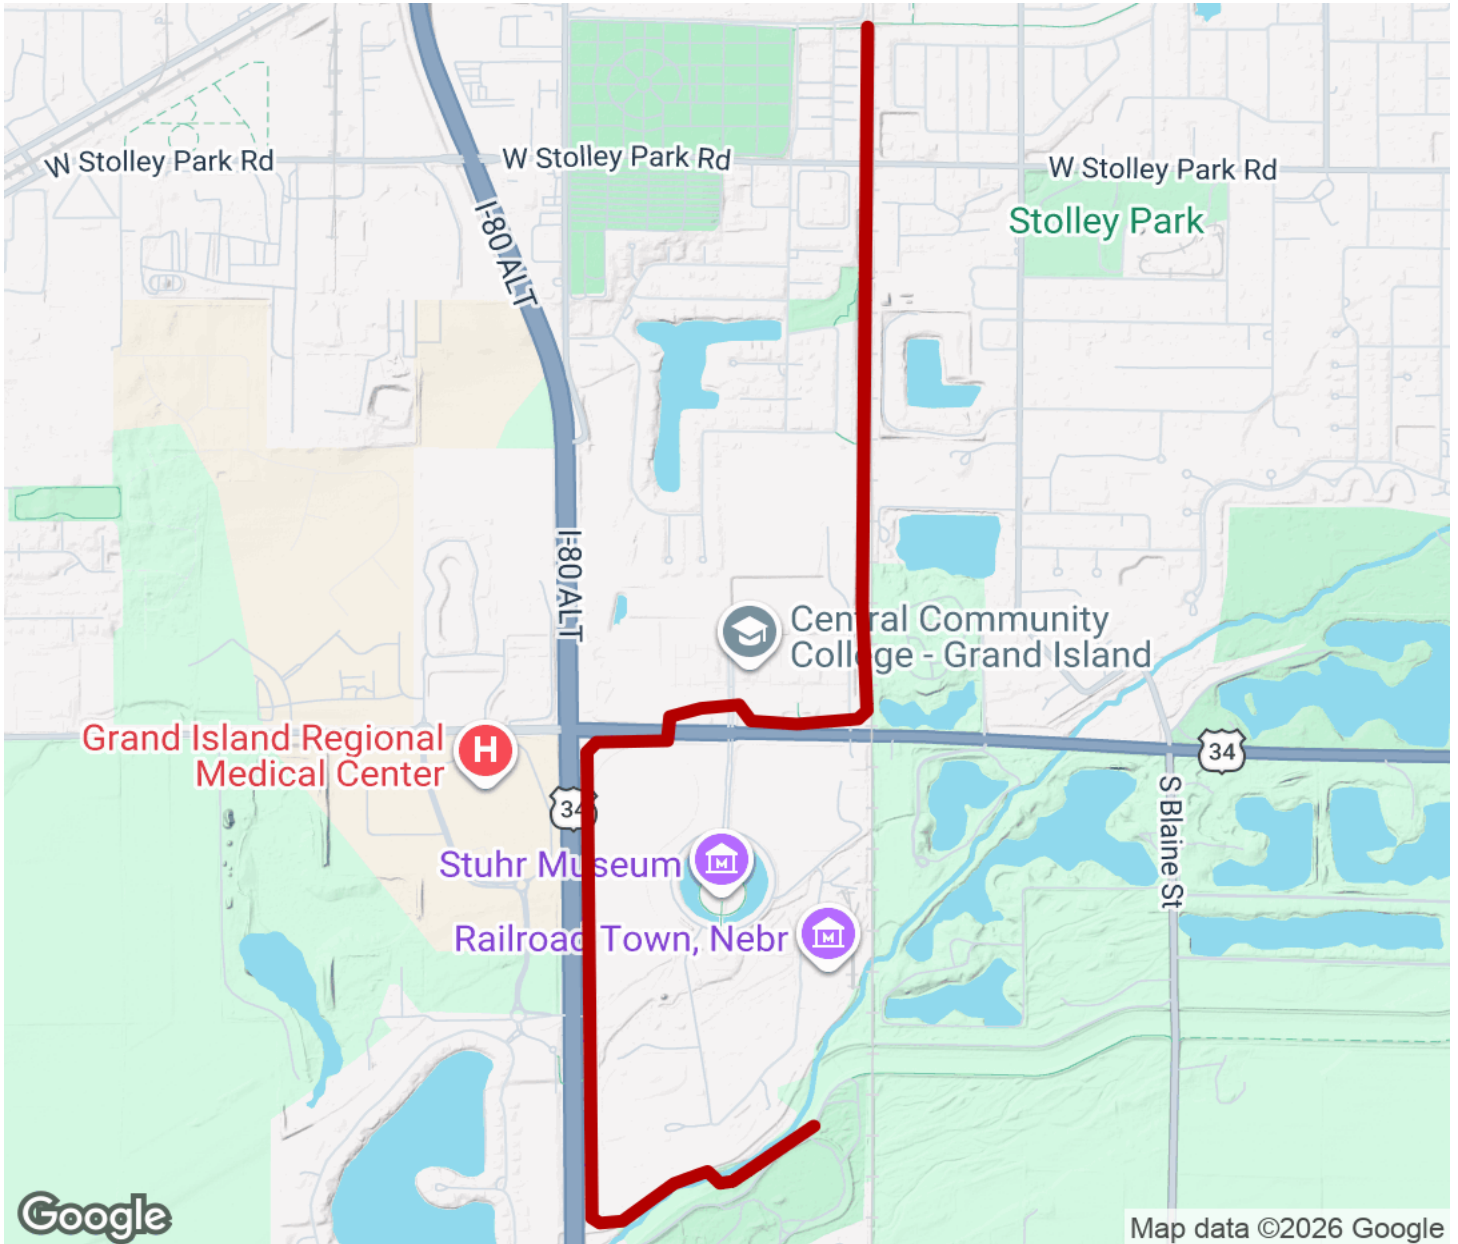 W Stolley Park Rd
W Stolley Park Rd
W Stolley Park Rd
Stolley Park
I-80 ALT
I-80 ALT
Central Community
College - Grand Island
Grand Island Regional
Medical Center
H
34
34
S Blaine St
Stuhr Museum
M
Railroad Town, Nebr
M
Google
Map data ©2026 Google